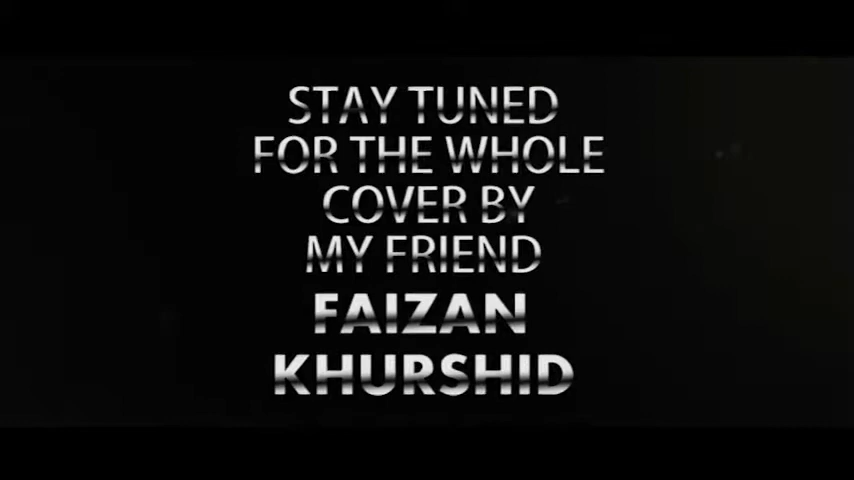 STAY TUNED
FOR THE WHOLE
COVER BY
MY FRIEND
FAIZAN
KHURSHID